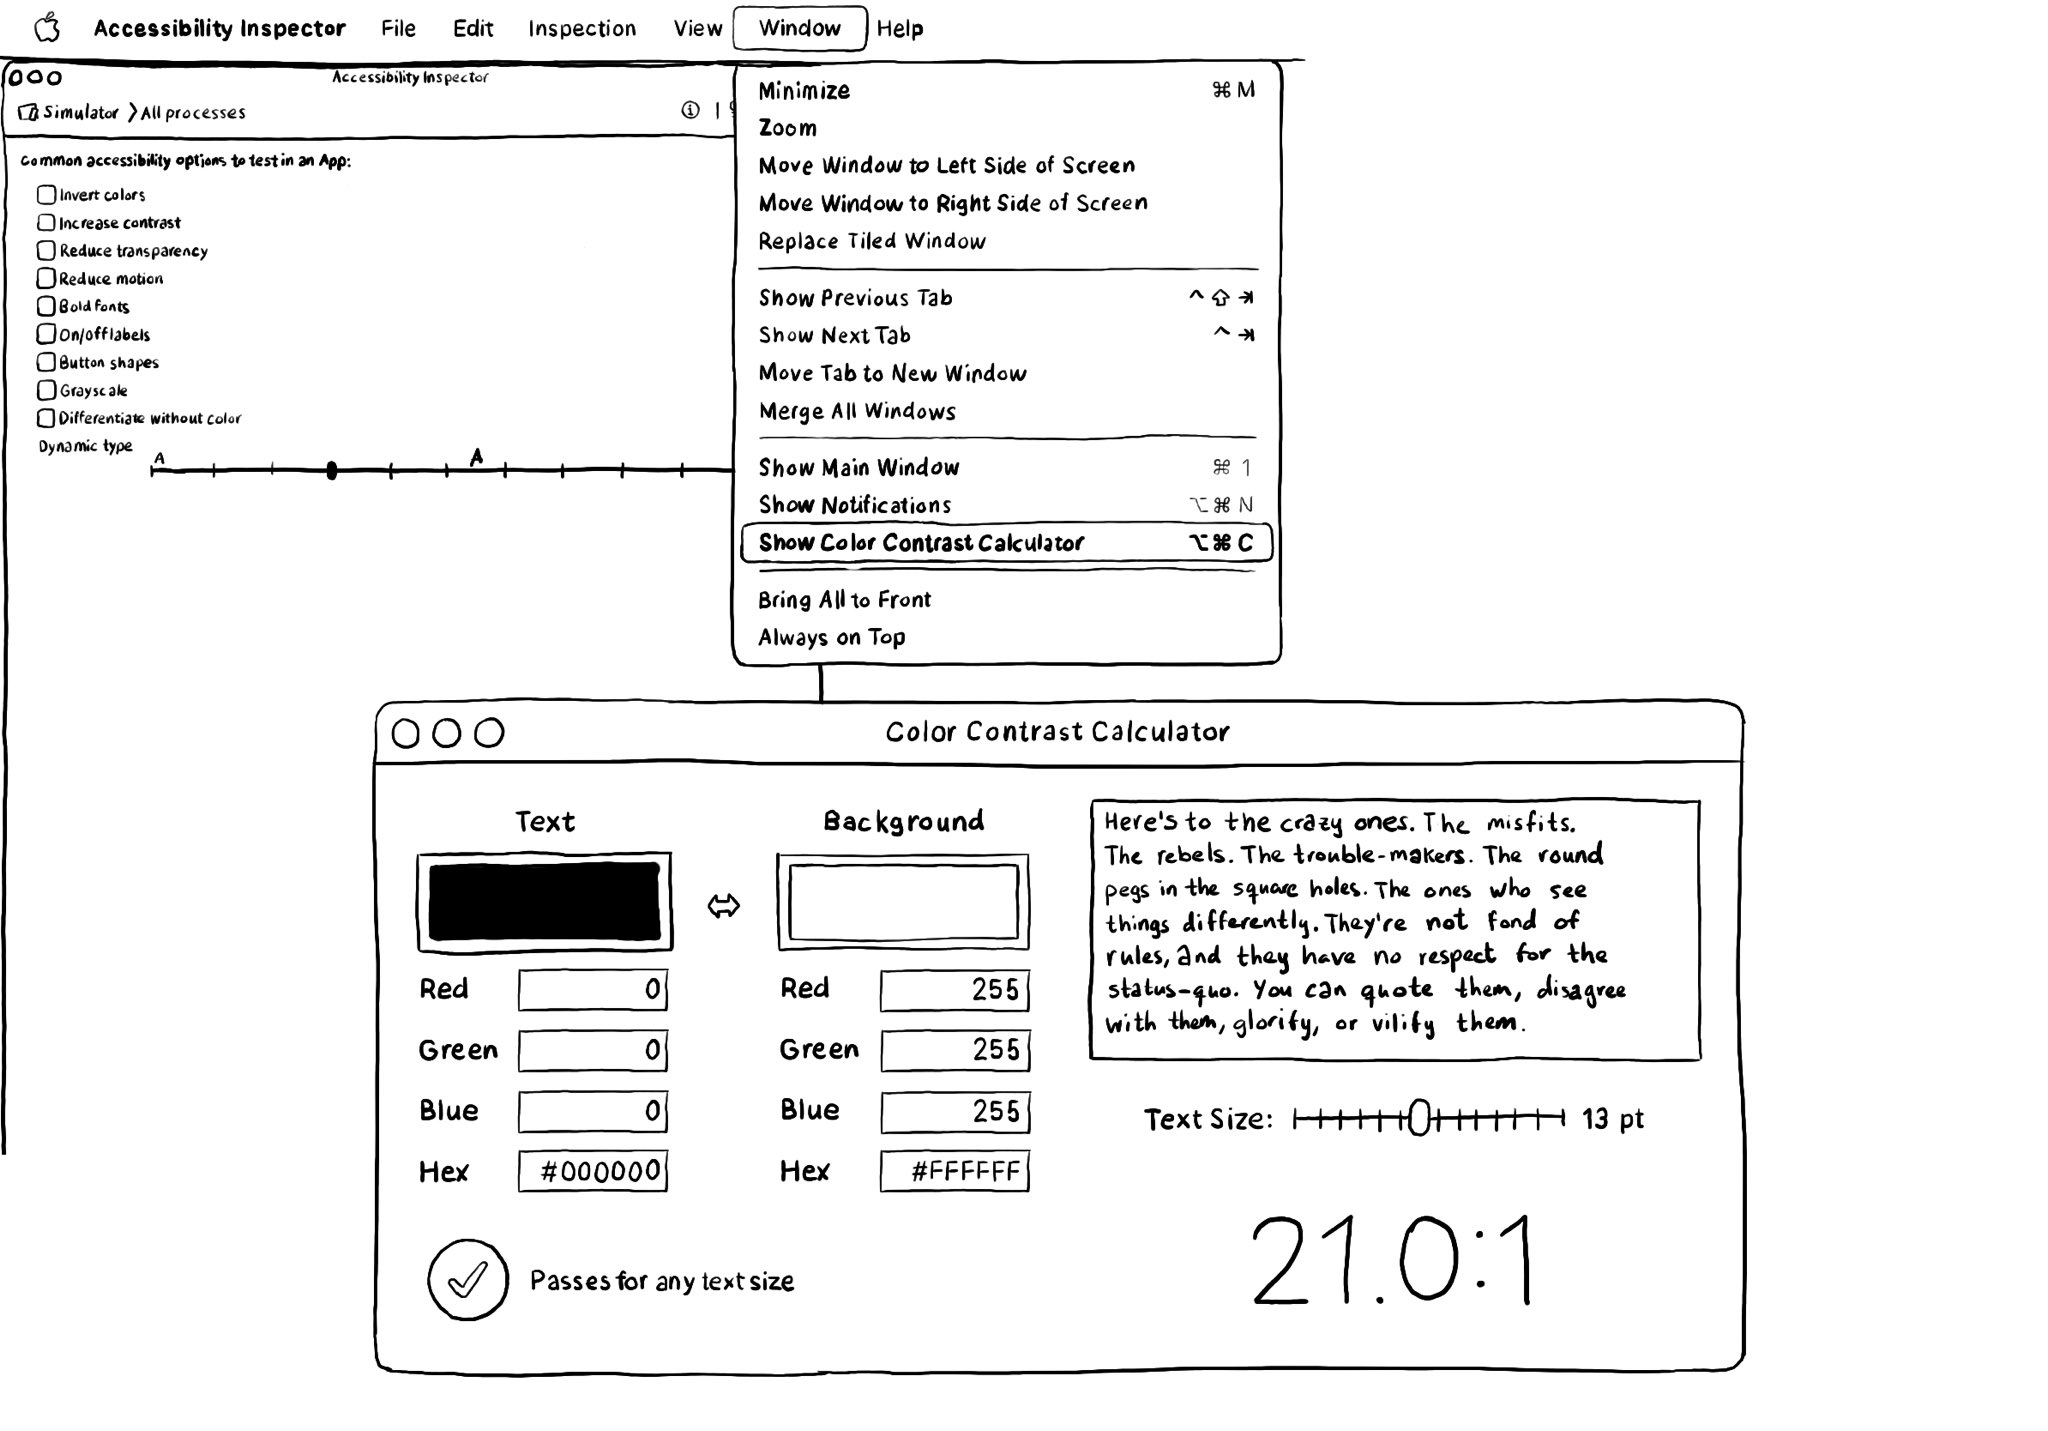 Accessibility Inspector File Edit Inspection View Window Help
Accessibility Inspector
Simulator All processes
Common accessibility options to test in an App:
Invert colors
Increase contrast
Reduce transparency
Reduce motion
Bold fonts
On/off labels
Button shapes
Grayscale
Differentiate without color
Dynamic type
A A
Minimize ⌘ M
Zoom
Move Window to Left Side of Screen
Move Window to Right Side of Screen
Replace Tiled Window
Show Previous Tab ^ ⇧ ⇥
Show Next Tab ^ ⇥
Move Tab to New Window
Merge All Windows
Show Main Window ⌘ 1
Show Notifications ⌥ ⌘ N
Show Color Contrast Calculator ⌥ ⌘ C
Bring All to Front
Always on Top
Color Contrast Calculator
Text
Red 0
Green 0
Blue 0
Hex #000000
Background
Red 255
Green 255
Blue 255
Hex #FFFFFF
Here's to the crazy ones. The misfits.
The rebels. The trouble-makers. The round
pegs in the square holes. The ones who see
things differently. They're not fond of
rules, and they have no respect for the
status-quo. You can quote them, disagree
with them, glorify, or vilify them.
Text Size: 13 pt
Passes for any text size
21.0:1